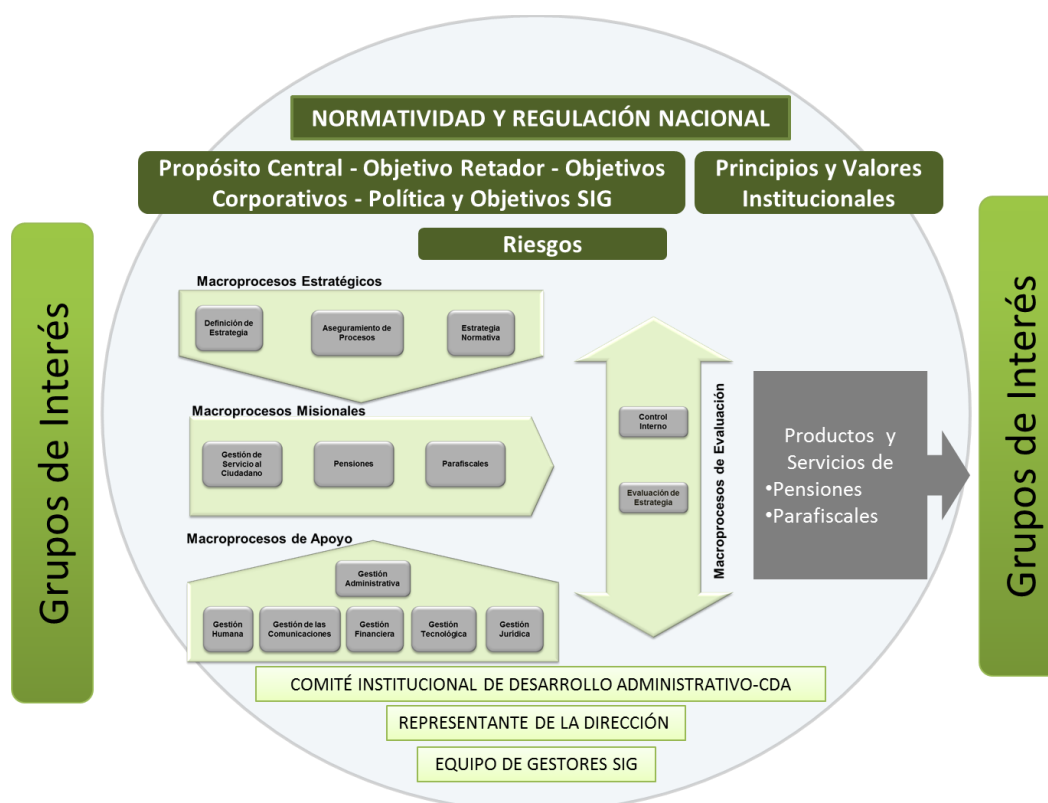 NORMATIVIDAD Y REGULACIÓN NACIONAL
Propósito Central - Objetivo Retador - Objetivos
Corporativos - Política y Objetivos SIG
Principios y Valores
Institucionales
Riesgos
Grupos de Interés
Macroprocesos Estratégicos
Definición de
Estrategia
Aseguramiento de
Procesos
Estrategia
Normativa
Macroprocesos Misionales
Gestión de
Servicio al
Ciudadano
Pensiones
Parafiscales
Macroprocesos de Apoyo
Gestión
Administrativa
Gestión
Humana
Gestión de las
Comunicaciones
Gestión
Financiera
Gestión
Tecnológica
Gestión
Jurídica
Control
Interno
Evaluación de
Estrategia
Macroprocesos de Evaluación
Productos y
Servicios de
•Pensiones
•Parafiscales
Grupos de Interés
COMITÉ INSTITUCIONAL DE DESARROLLO ADMINISTRATIVO-CDA
REPRESENTANTE DE LA DIRECCIÓN
EQUIPO DE GESTORES SIG